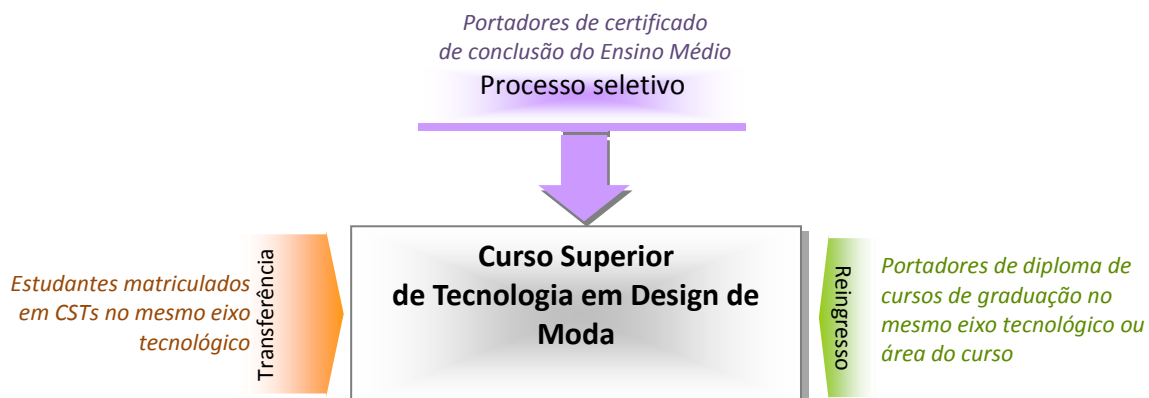 Portadores de certificado
de conclusão do Ensino Médio
Processo seletivo
Curso Superior
de Tecnologia em Design de
Moda
Estudantes matriculados
em CSTs no mesmo eixo
tecnológico
Transferência
Reingresso
Portadores de diploma de
cursos de graduação no
mesmo eixo tecnológico ou
área do curso